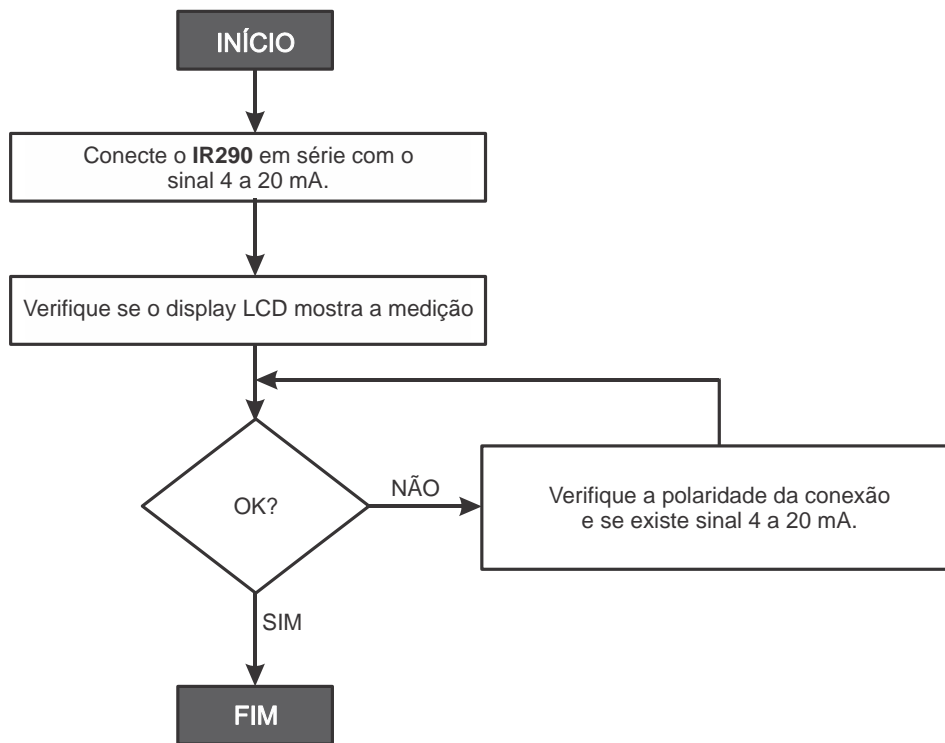 INÍCIO
Conecte o IR290 em série com o
sinal 4 a 20 mA.
Verifique se o display LCD mostra a medição
OK?
NÃO
Verifique a polaridade da conexão
e se existe sinal 4 a 20 mA.
SIM
FIM